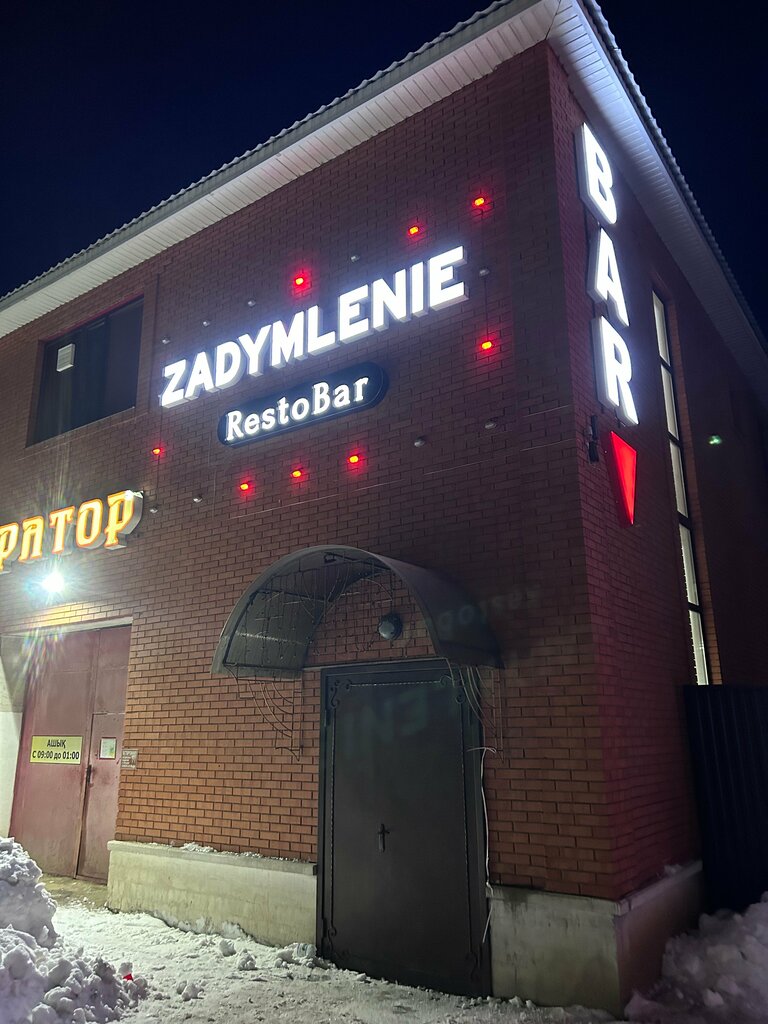 ZADYMLENIE
RestoBar
BAR
РАТОР
АШЫҚ
С 09:00 до 01:00